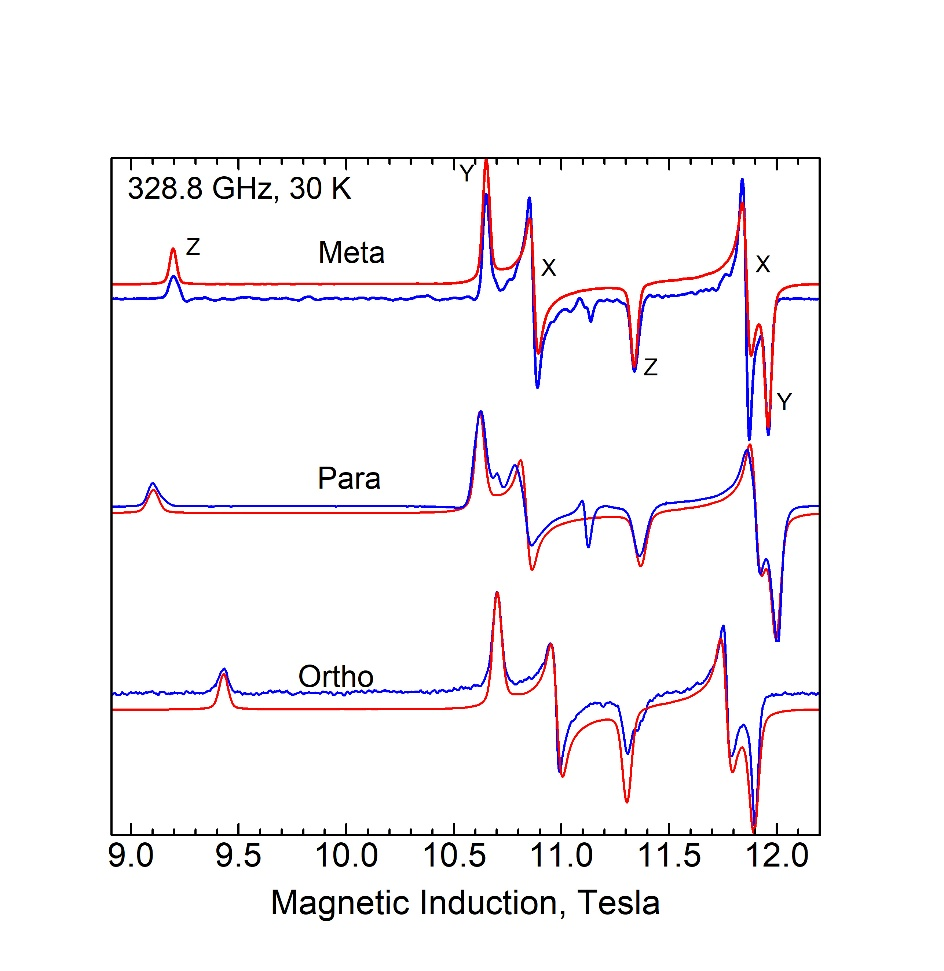 Y
328.8 GHz, 30 K
Z
Meta
X
X
Z
Y
Para
Ortho
9.0 9.5 10.0 10.5 11.0 11.5 12.0
Magnetic Induction, Tesla